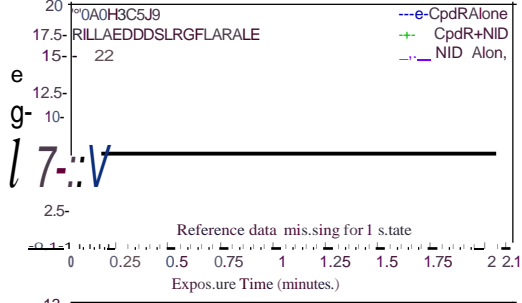 20
'"0A0H3C5J9
---e-CpdRAlone
17.5-
RILLAEDDDSLRGFLARALE
-+- CpdR+NID
15-
22
_,.__ NID Alon,
e
12.5-
g-
10-
l 7-.:: V
2.5-
Reference data mis.sing for 1 s.tate
0 0.25 0.5 0.75 1 1.25 1.5 1.75 2 2.1
Expos.ure Time (minutes.)